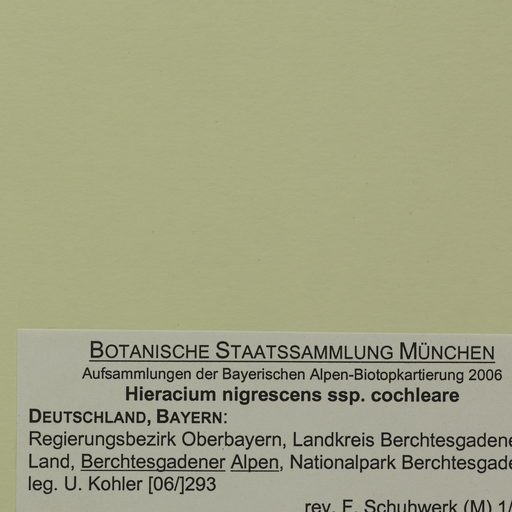 BOTANISCHE STAATSSAMMLUNG MÜNCHEN
Aufsammlungen der Bayerischen Alpen-Biotopkartierung 2006
Hieracium nigrescens ssp. cochleare
DEUTSCHLAND, BAYERN:
Regierungsbezirk Oberbayern, Landkreis Berchtesgadene
Land, Berchtesgadener Alpen, Nationalpark Berchtesgade
leg. U. Kohler [06/]293
rev. F. Schuhwerk (M) 1/